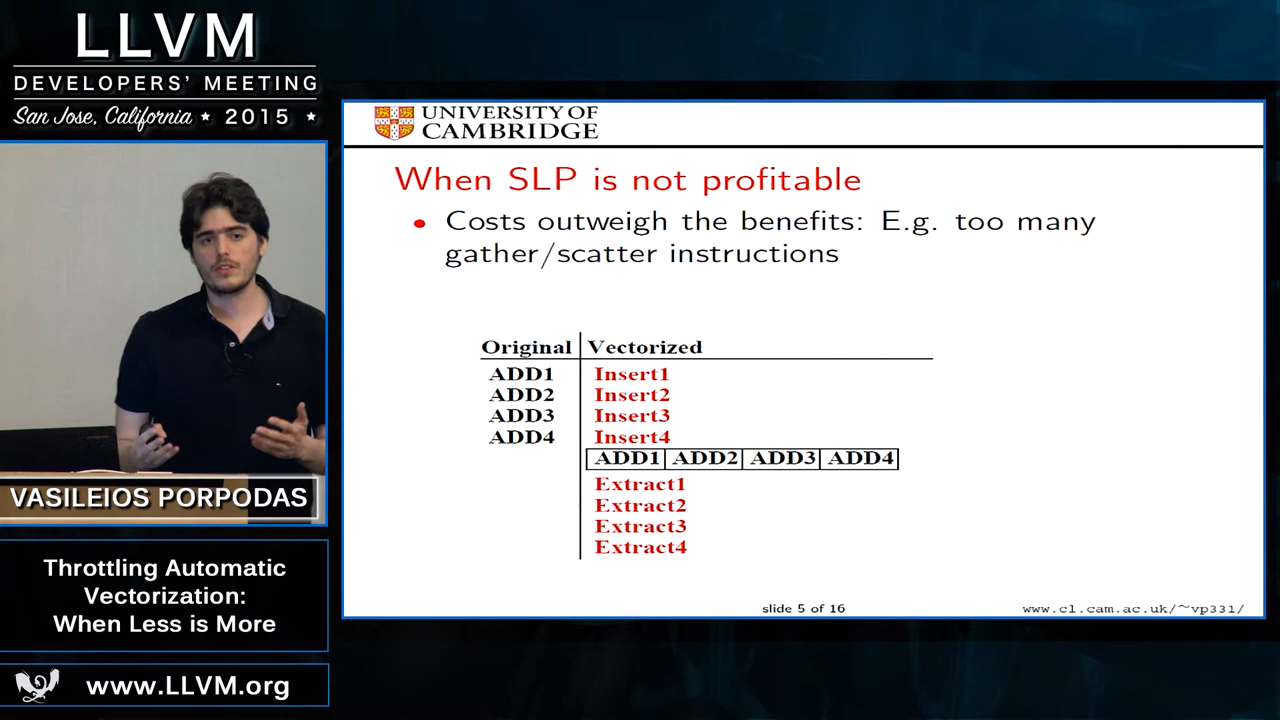 LLVM
DEVELOPERS' MEETING
San Jose, California ★ 2015 ★
UNIVERSITY OF
CAMBRIDGE
When SLP is not profitable
• Costs outweigh the benefits: E.g. too many
gather/scatter instructions
Original Vectorized
ADD1 Insert1
ADD2 Insert2
ADD3 Insert3
ADD4 Insert4
ADD1 ADD2 ADD3 ADD4
Extract1
Extract2
Extract3
Extract4
slide 5 of 16 www.cl.cam.ac.uk/~vp331/
VASILEIOS PORPODAS
Throttling Automatic
Vectorization:
When Less is More
www.LLVM.org